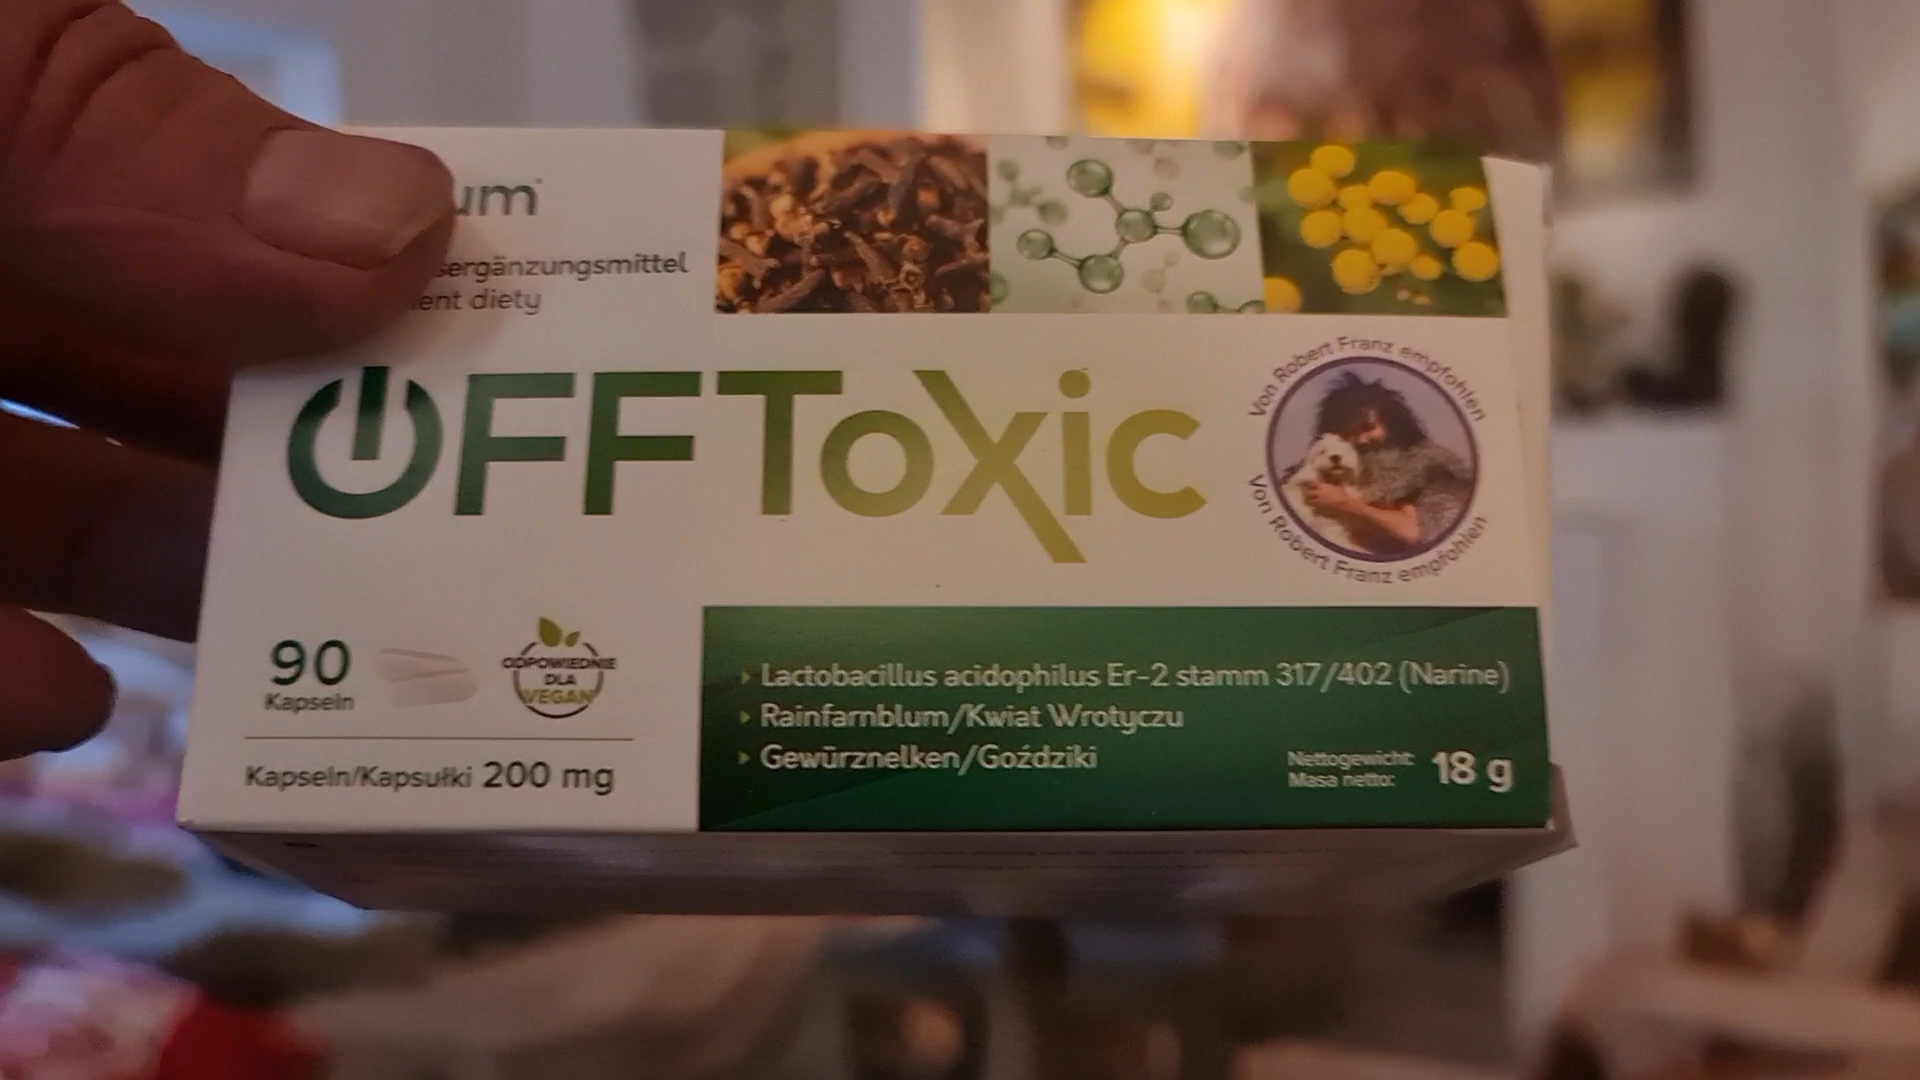 um
sergänzungsmittel
ent diety
OFFToxic
Von Robert Franz empfohlen
Von Robert Franz empfohlen
90
Kapseln
ODPOWIEDNIE
DLA
VEGAN
Kapseln/Kapsułki 200 mg
Lactobacillus acidophilus Er-2 stamm 317/402 (Narine)
Rainfarnblum/Kwiat Wrotyczu
Gewürznelken/Goździki
Nettogewicht:
Masa netto:
18 g